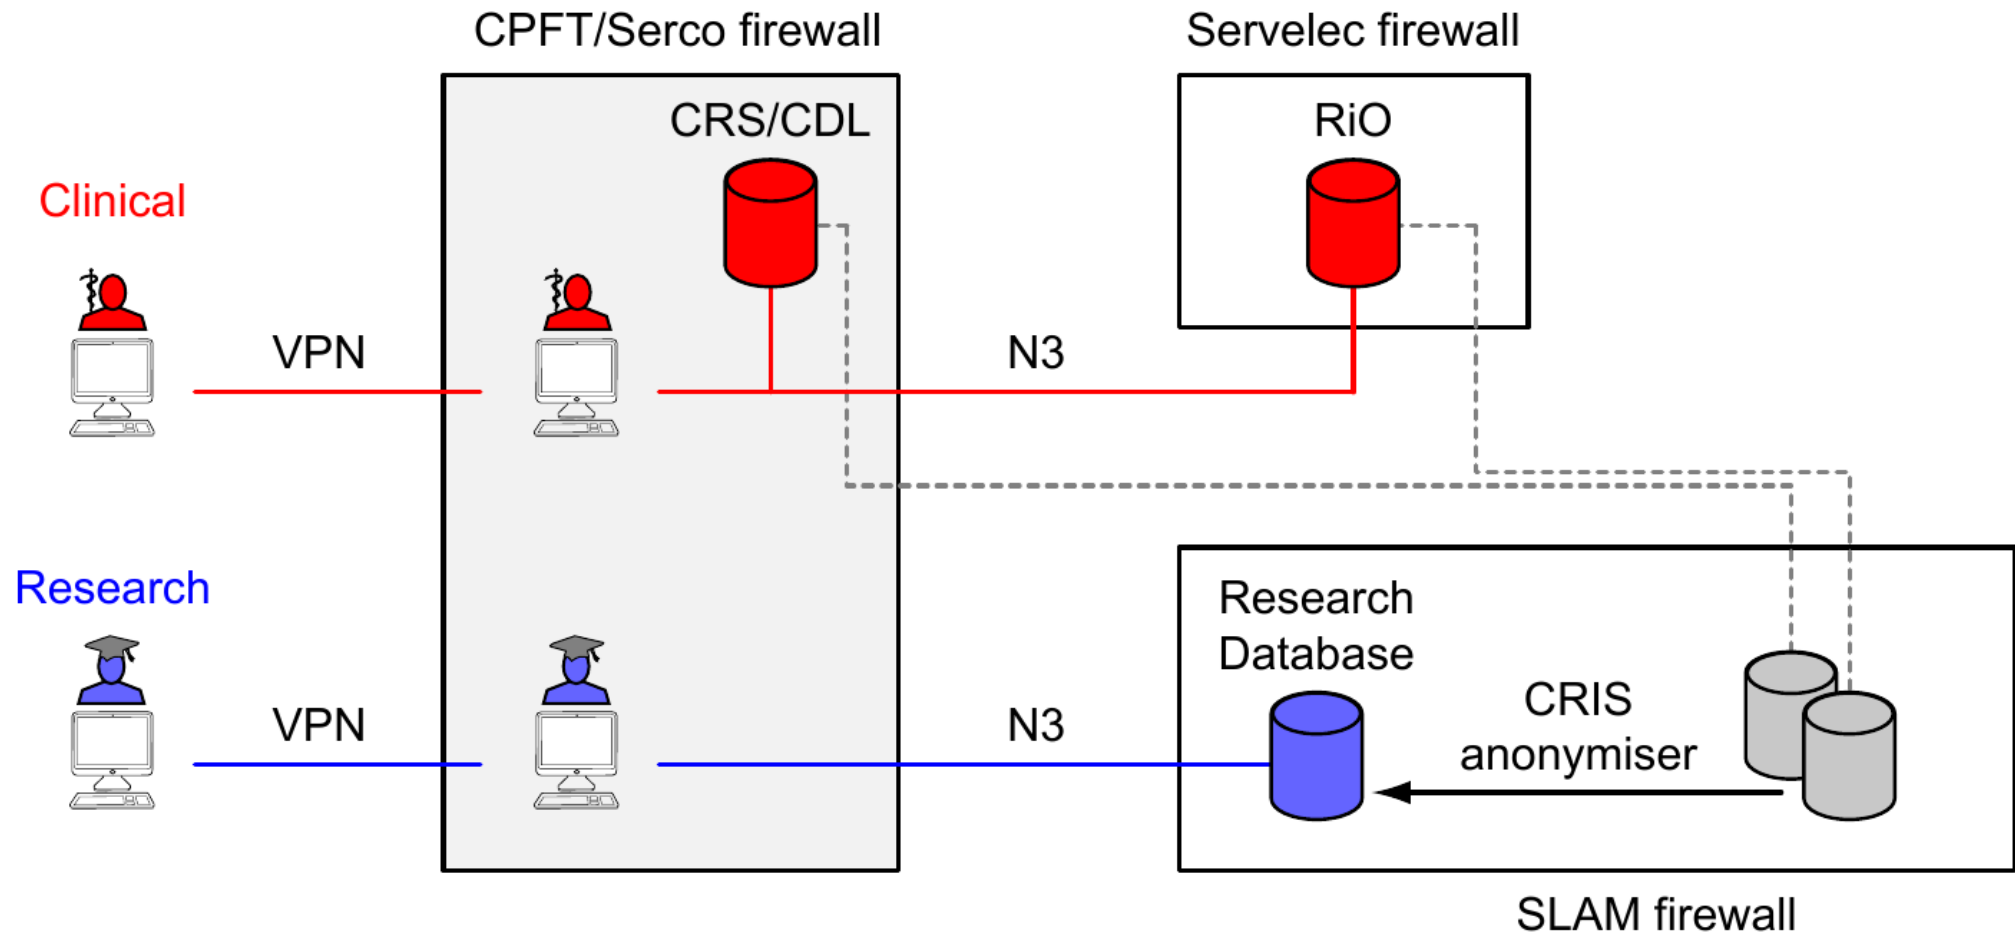 CPFT/Serco firewall
Servelec firewall
CRS/CDL
RiO
Clinical
VPN
N3
Research
Research
Database
CRIS
anonymiser
VPN
N3
SLAM firewall